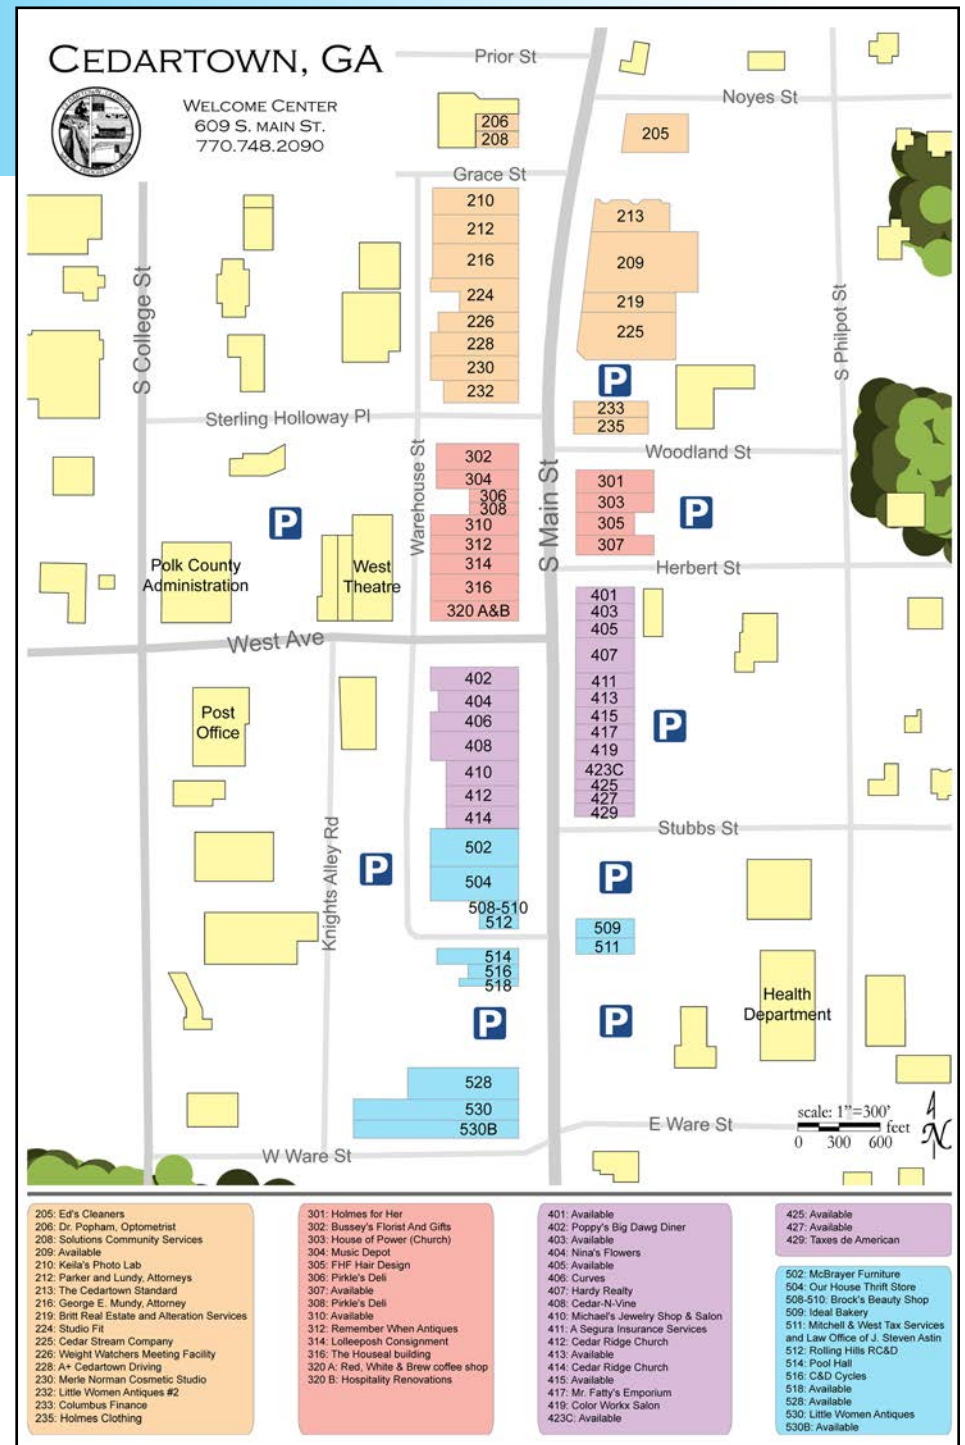 CEDARTOWN, GA
WELCOME CENTER
609 S. MAIN ST.
770.748.2090
Prior St
Noyes St
206
208
205
Grace St
210
212
216
224
226
228
230
232
213
209
219
225
P
233
235
S College St
S Philpot St
Sterling Holloway Pl
Woodland St
Warehouse St
S Main St
302
304
306
308
310
312
314
316
320 A&B
301
303
305
307
P
P
Polk County
Administration
West
Theatre
Herbert St
West Ave
401
403
405
407
411
413
415
417
419
423C
425
427
429
402
404
406
408
410
412
414
P
Post
Office
Stubbs St
Knights Alley Rd
P
502
504
508-510
512
P
509
511
514
516
518
P
P
Health
Department
528
530
530B
E Ware St
W Ware St
scale: 1"=300'
feet
0 300 600
N
205: Ed's Cleaners
206: Dr. Popham, Optometrist
208: Solutions Community Services
209: Available
210: Keila's Photo Lab
212: Parker and Lundy, Attorneys
213: The Cedartown Standard
216: George E. Mundy, Attorney
219: Britt Real Estate and Alteration Services
224: Studio Fit
225: Cedar Stream Company
226: Weight Watchers Meeting Facility
228: A+ Cedartown Driving
230: Merle Norman Cosmetic Studio
232: Little Women Antiques #2
233: Columbus Finance
235: Holmes Clothing
301: Holmes for Her
302: Bussey's Florist And Gifts
303: House of Power (Church)
304: Music Depot
305: FHF Hair Design
306: Pirkle's Deli
307: Available
308: Pirkle's Deli
310: Available
312: Remember When Antiques
314: Lolleeposh Consignment
316: The Houseal building
320 A: Red, White & Brew coffee shop
320 B: Hospitality Renovations
401: Available
402: Poppy's Big Dawg Diner
403: Available
404: Nina's Flowers
405: Available
406: Curves
407: Hardy Realty
408: Cedar-N-Vine
410: Michael's Jewelry Shop & Salon
411: A Segura Insurance Services
412: Cedar Ridge Church
413: Available
414: Cedar Ridge Church
415: Available
417: Mr. Fatty's Emporium
419: Color Workx Salon
423C: Available
425: Available
427: Available
429: Taxes de American
502: McBrayer Furniture
504: Our House Thrift Store
508-510: Brock's Beauty Shop
509: Ideal Bakery
511: Mitchell & West Tax Services
and Law Office of J. Steven Astin
512: Rolling Hills RC&D
514: Pool Hall
516: C&D Cycles
518: Available
528: Available
530: Little Women Antiques
530B: Available